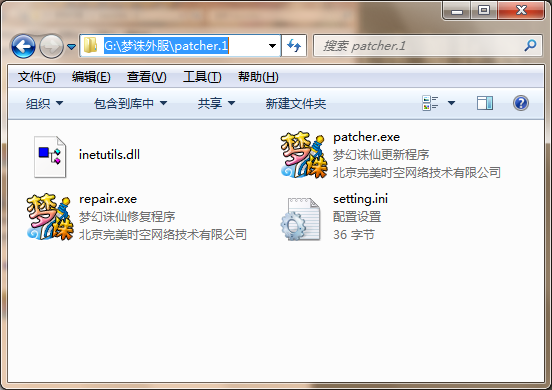 G:\梦诛外服\patcher.1
搜索 patcher.1
文件(F) 编辑(E) 查看(V) 工具(T) 帮助(H)
组织 包含到库中 共享 新建文件夹
inetutils.dll
patcher.exe
梦幻诛仙更新程序
北京完美时空网络技术有限公司
repair.exe
梦幻诛仙修复程序
北京完美时空网络技术有限公司
setting.ini
配置设置
36 字节